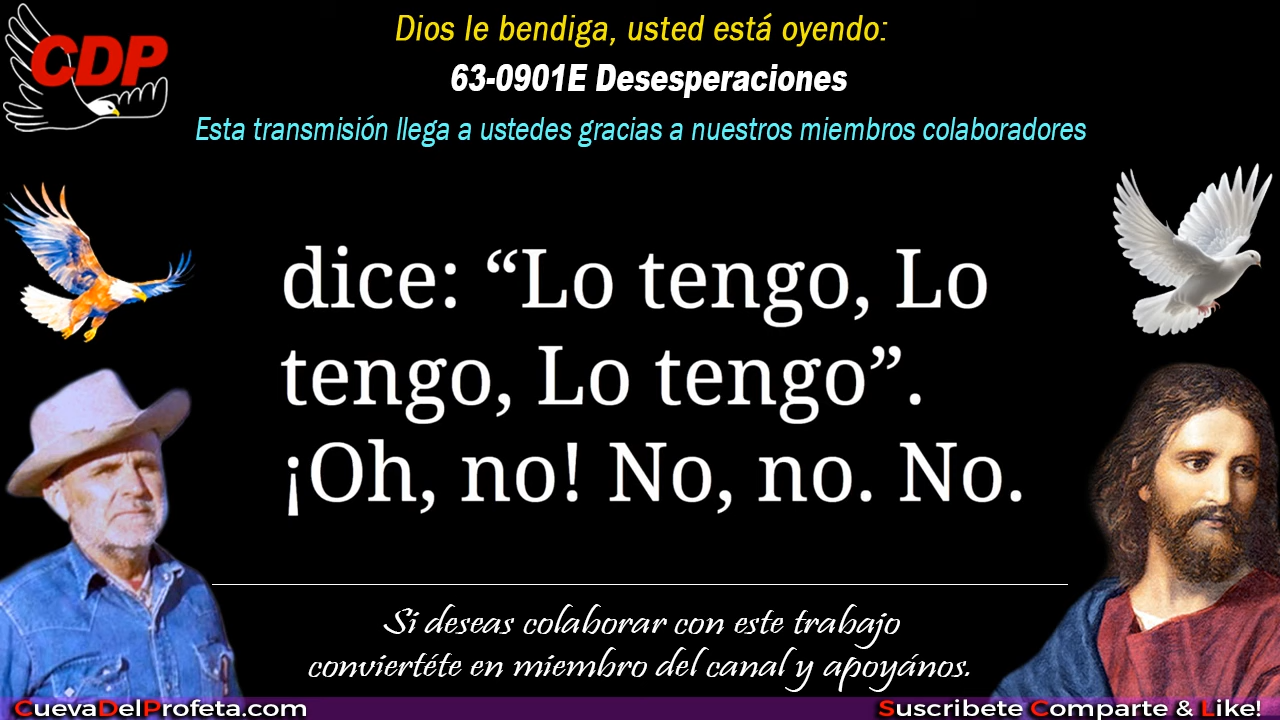 CDP
Dios le bendiga, usted está oyendo:
63-0901E Desesperaciones
Esta transmisión llega a ustedes gracias a nuestros miembros colaboradores
dice: “Lo tengo, Lo
tengo, Lo tengo”.
¡Oh, no! No, no. No.
Si deseas colaborar con este trabajo
conviertéte en miembro del canal y apoyános.
CuevaDelProfeta.com
Suscribete Comparte & Like!